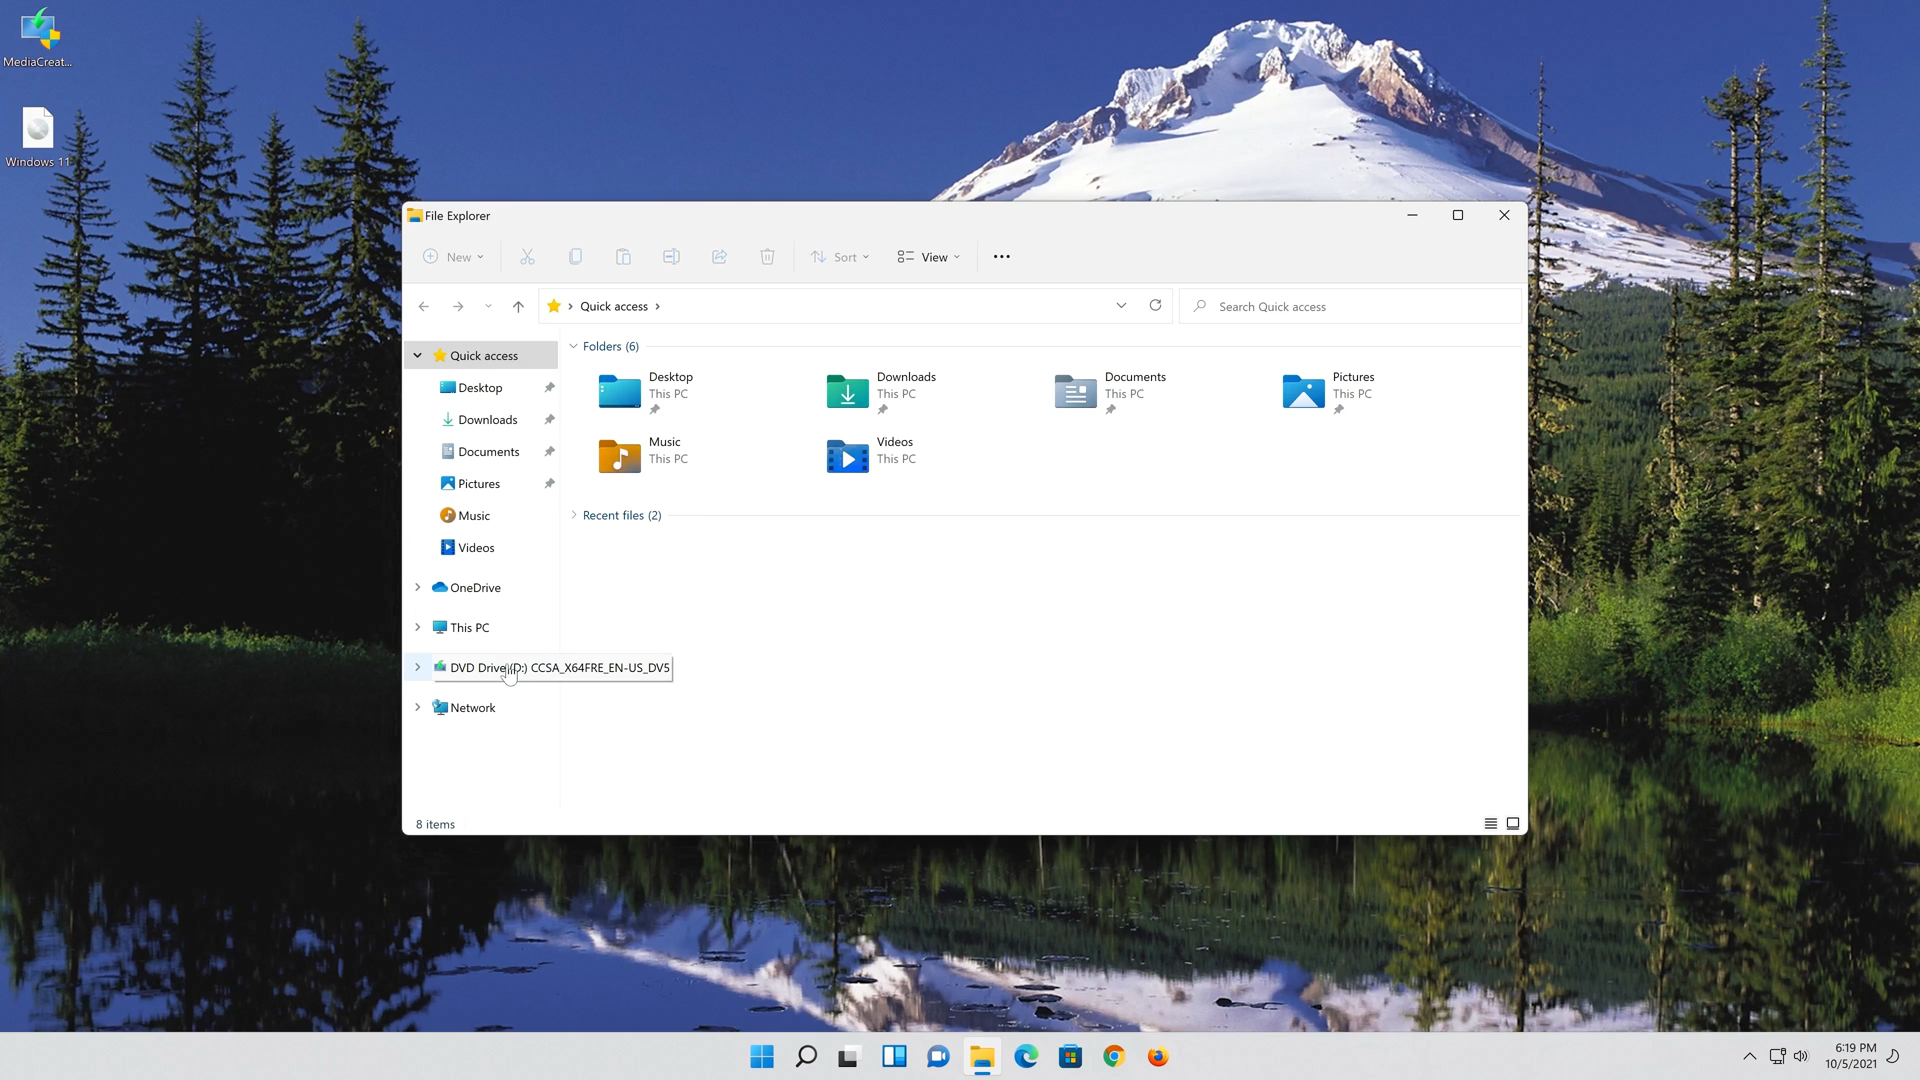 MediaCreat...
Windows 11
File Explorer
New
Sort
View
Quick access
Search Quick access
Quick access
Desktop
Downloads
Documents
Pictures
Music
Videos
OneDrive
This PC
DVD Drive (D:) CCSA_X64FRE_EN-US_DV5
Network
Folders (6)
Desktop
This PC
Downloads
This PC
Documents
This PC
Pictures
This PC
Music
This PC
Videos
This PC
Recent files (2)
8 items
6:19 PM
10/5/2021